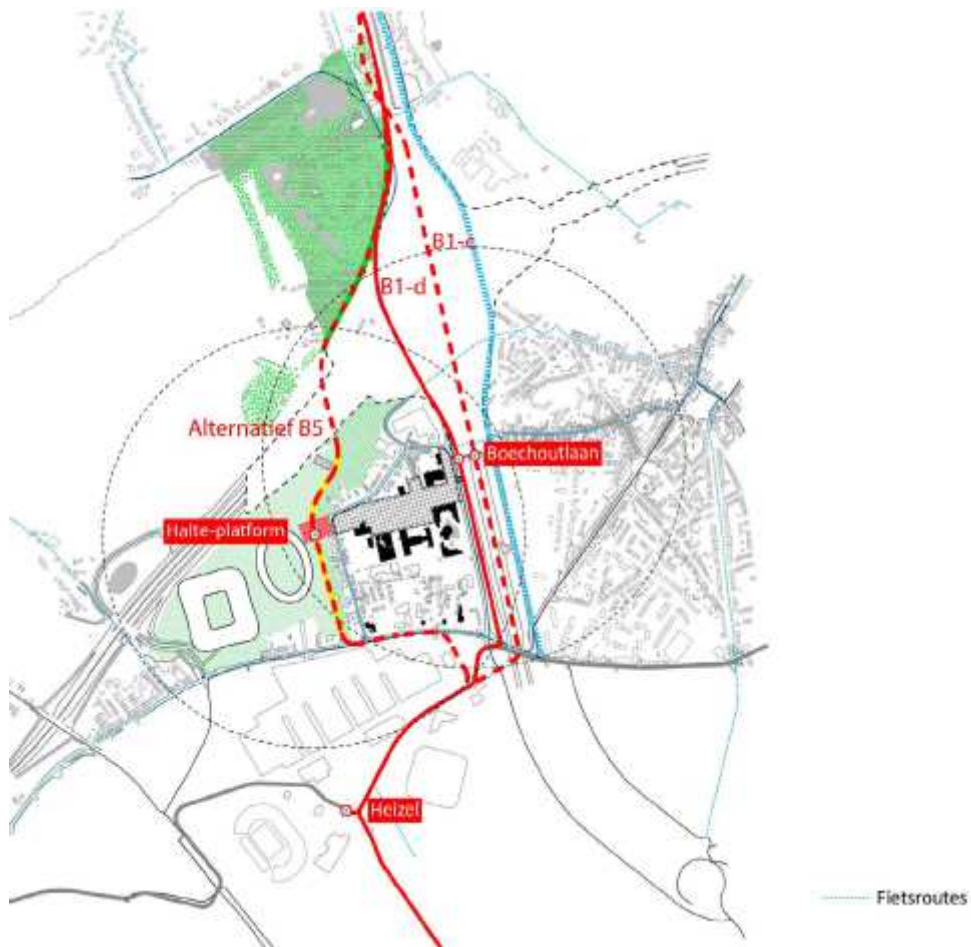 B1-c
B1-d
Alternatief B5
Boechoutlaan
Halte-platform
Heizel
Fietsroutes